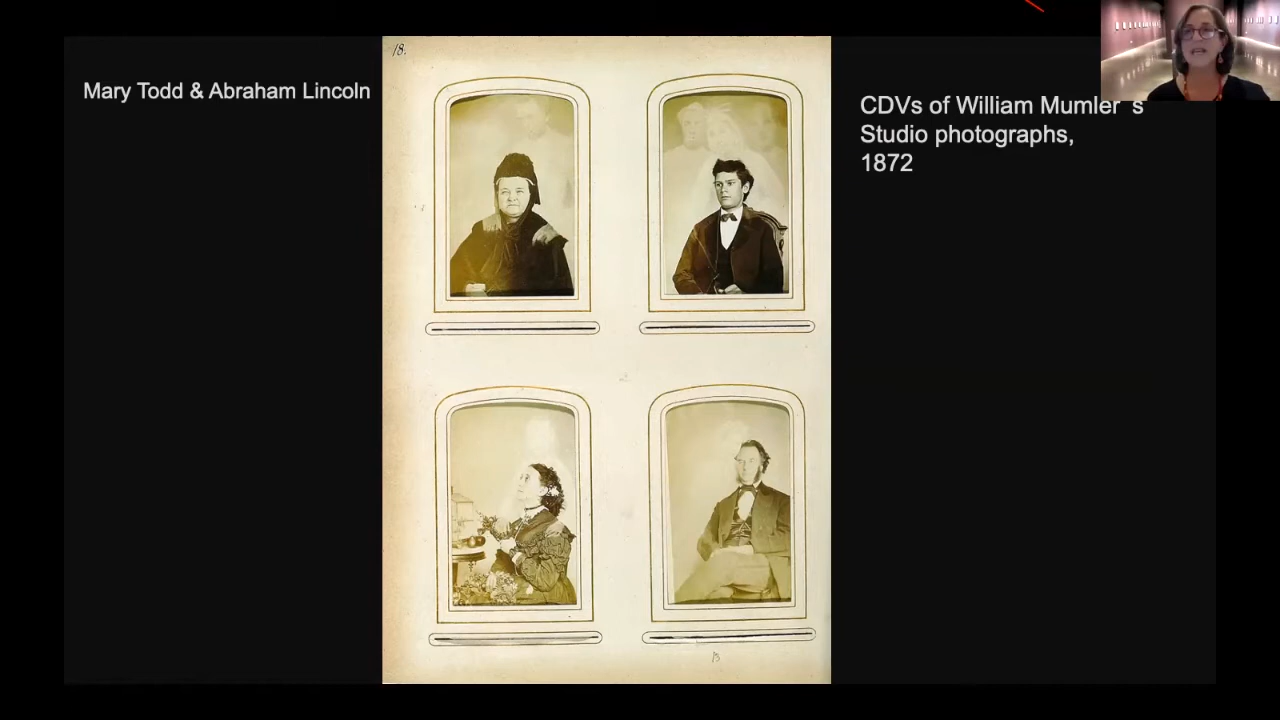 Mary Todd & Abraham Lincoln
18.
CDVs of William Mumler s
Studio photographs,
1872